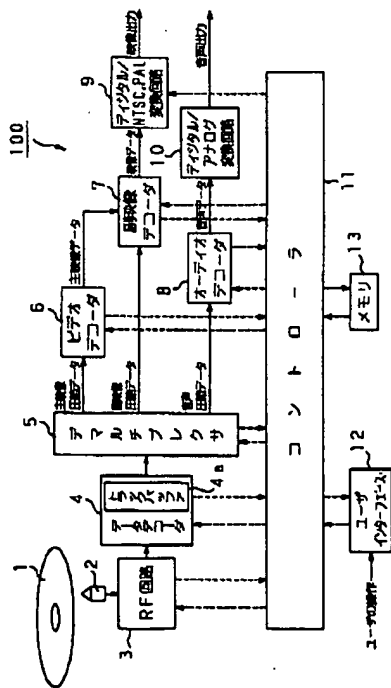 100
1
2
3
RF回路
4
データデコーダ
トラックバッファ
4a
5
デマルチプレクサ
主映像
圧縮データ
副映像
圧縮データ
音声
圧縮データ
6
ビデオ
デコーダ
主映像データ
7
副映像
デコーダ
映像データ
8
オーディオ
デコーダ
音声データ
9
ディジタル/
NTSC,PAL
変換回路
映像出力
10
ディジタル/
アナログ
変換回路
音声出力
11
コントローラ
12
ユーザ
インターフェース
ユーザの操作
13
メモリ